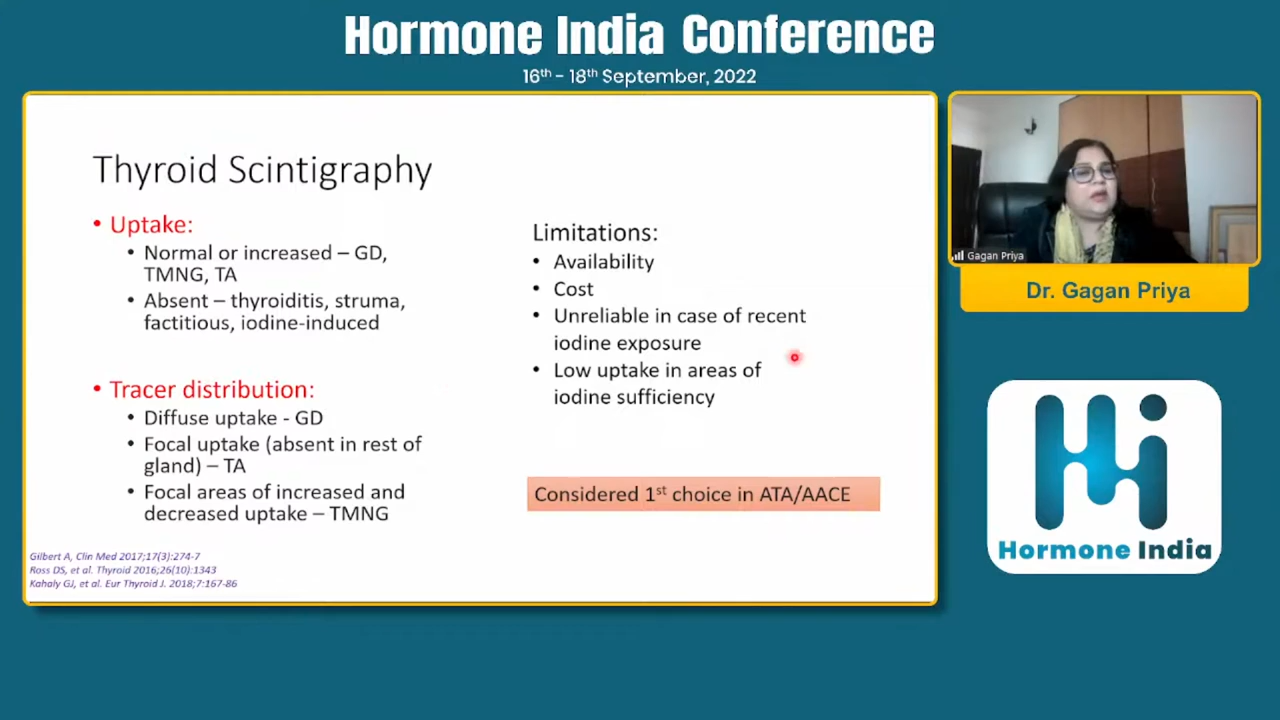 Hormone India Conference
16th - 18th September, 2022
Thyroid Scintigraphy
• Uptake:
• Normal or increased – GD,
TMNG, TA
• Absent – thyroiditis, struma,
factitious, iodine-induced
• Tracer distribution:
• Diffuse uptake - GD
• Focal uptake (absent in rest of
gland) – TA
• Focal areas of increased and
decreased uptake – TMNG
Gilbert A, Clin Med 2017;17(3):274-7
Ross DS, et al. Thyroid 2016;26(10):1343
Kahaly GJ, et al. Eur Thyroid J. 2018;7:167-86
Limitations:
• Availability
• Cost
• Unreliable in case of recent
iodine exposure
• Low uptake in areas of
iodine sufficiency
Considered 1st choice in ATA/AACE
Gagan Priya
Dr. Gagan Priya
Hi
Hormone India